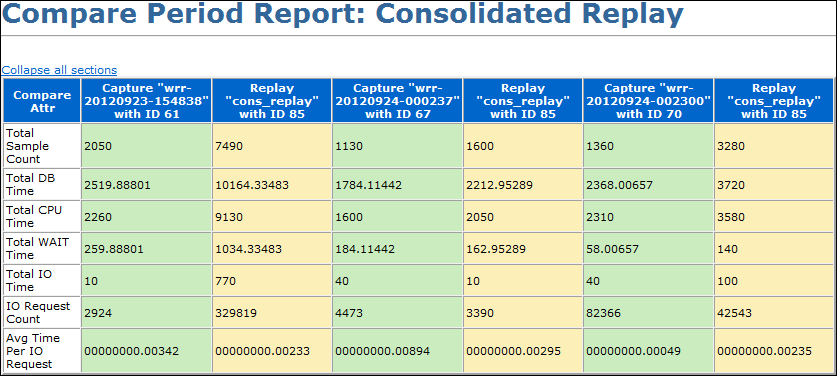 Compare Period Report: Consolidated Replay
Collapse all sections
Compare Attr | Capture "wrr-20120923-154838" with ID 61 | Replay "cons_replay" with ID 85 | Capture "wrr-20120924-000237" with ID 67 | Replay "cons_replay" with ID 85 | Capture "wrr-20120924-002300" with ID 70 | Replay "cons_replay" with ID 85
Total Sample Count | 2050 | 7490 | 1130 | 1600 | 1360 | 3280
Total DB Time | 2519.88801 | 10164.33483 | 1784.11442 | 2212.95289 | 2368.00657 | 3720
Total CPU Time | 2260 | 9130 | 1600 | 2050 | 2310 | 3580
Total WAIT Time | 259.88801 | 1034.33483 | 184.11442 | 162.95289 | 58.00657 | 140
Total IO Time | 10 | 770 | 40 | 10 | 40 | 100
IO Request Count | 2924 | 329819 | 4473 | 3390 | 82366 | 42543
Avg Time Per IO Request | 00000000.00342 | 00000000.00233 | 00000000.00894 | 00000000.00295 | 00000000.00049 | 00000000.00235